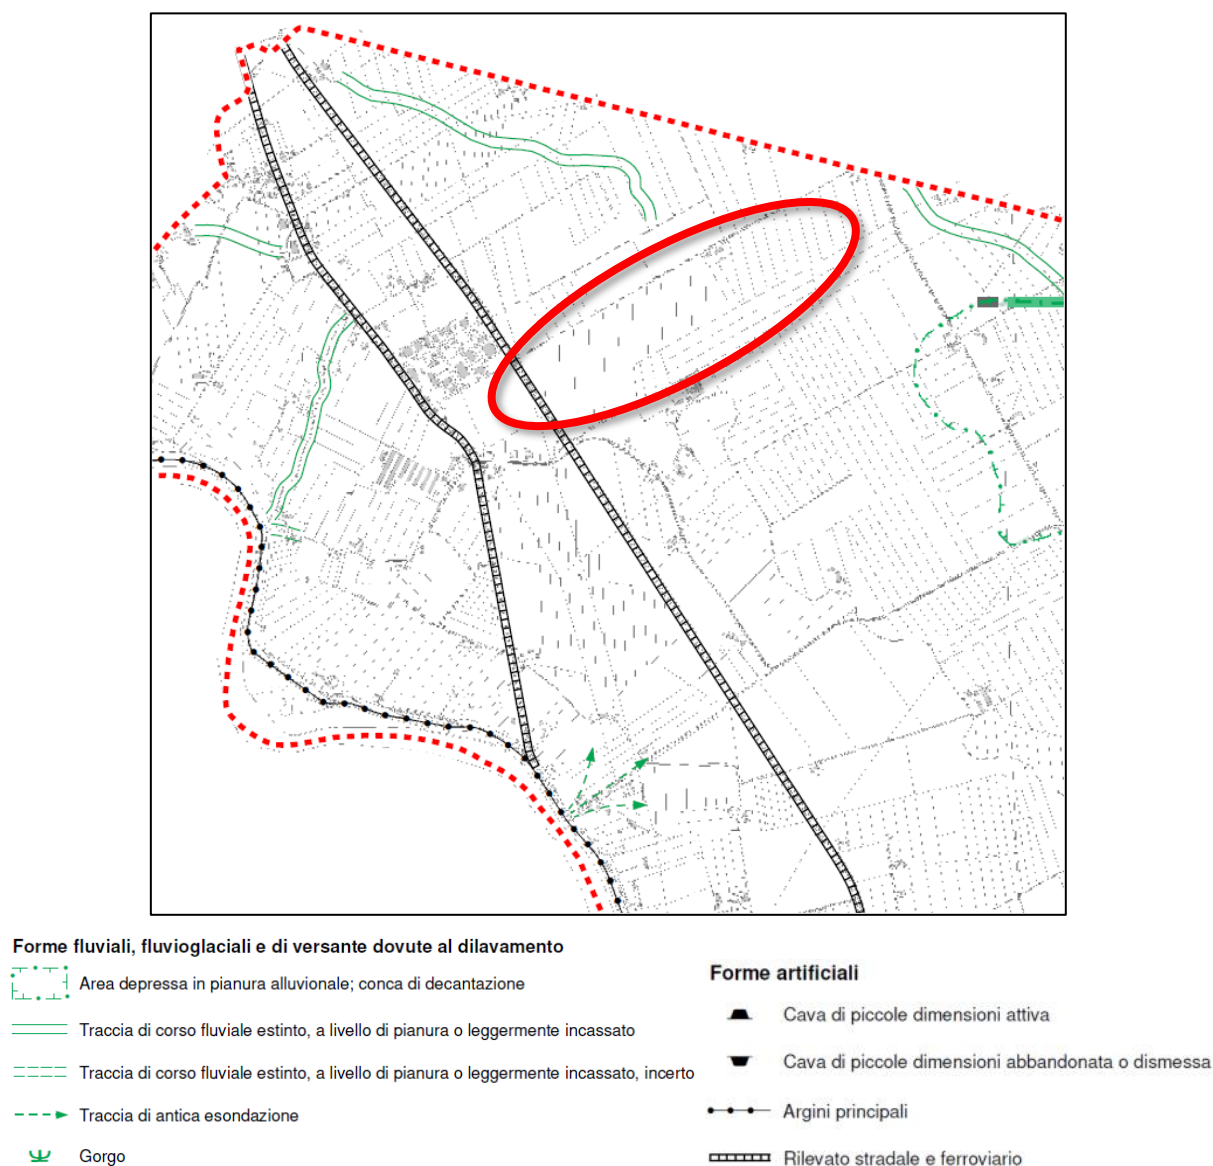 Forme fluviali, fluvioglaciali e di versante dovute al dilavamento
Area depressa in pianura alluvionale; conca di decantazione
Traccia di corso fluviale estinto, a livello di pianura o leggermente incassato
Traccia di corso fluviale estinto, a livello di pianura o leggermente incassato, incerto
Traccia di antica esondazione
Gorgo
Forme artificiali
Cava di piccole dimensioni attiva
Cava di piccole dimensioni abbandonata o dismessa
Argini principali
Rilevato stradale e ferroviario